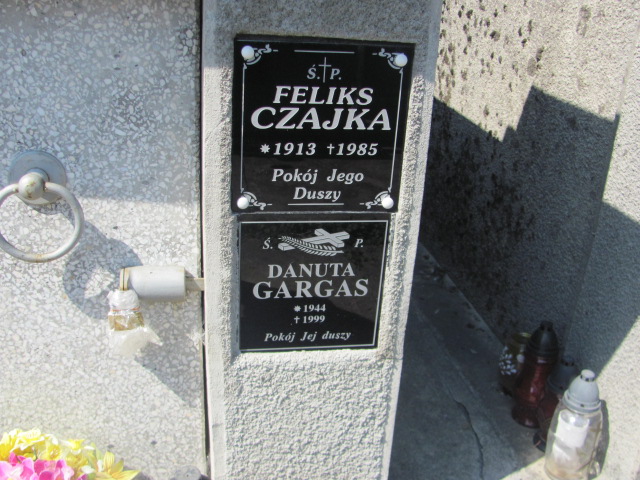 Ś. P.
FELIKS
CZAJKA
* 1913 † 1985
Pokój Jego
Duszy
Ś. P.
DANUTA
GARGAS
* 1944
† 1999
Pokój Jej duszy